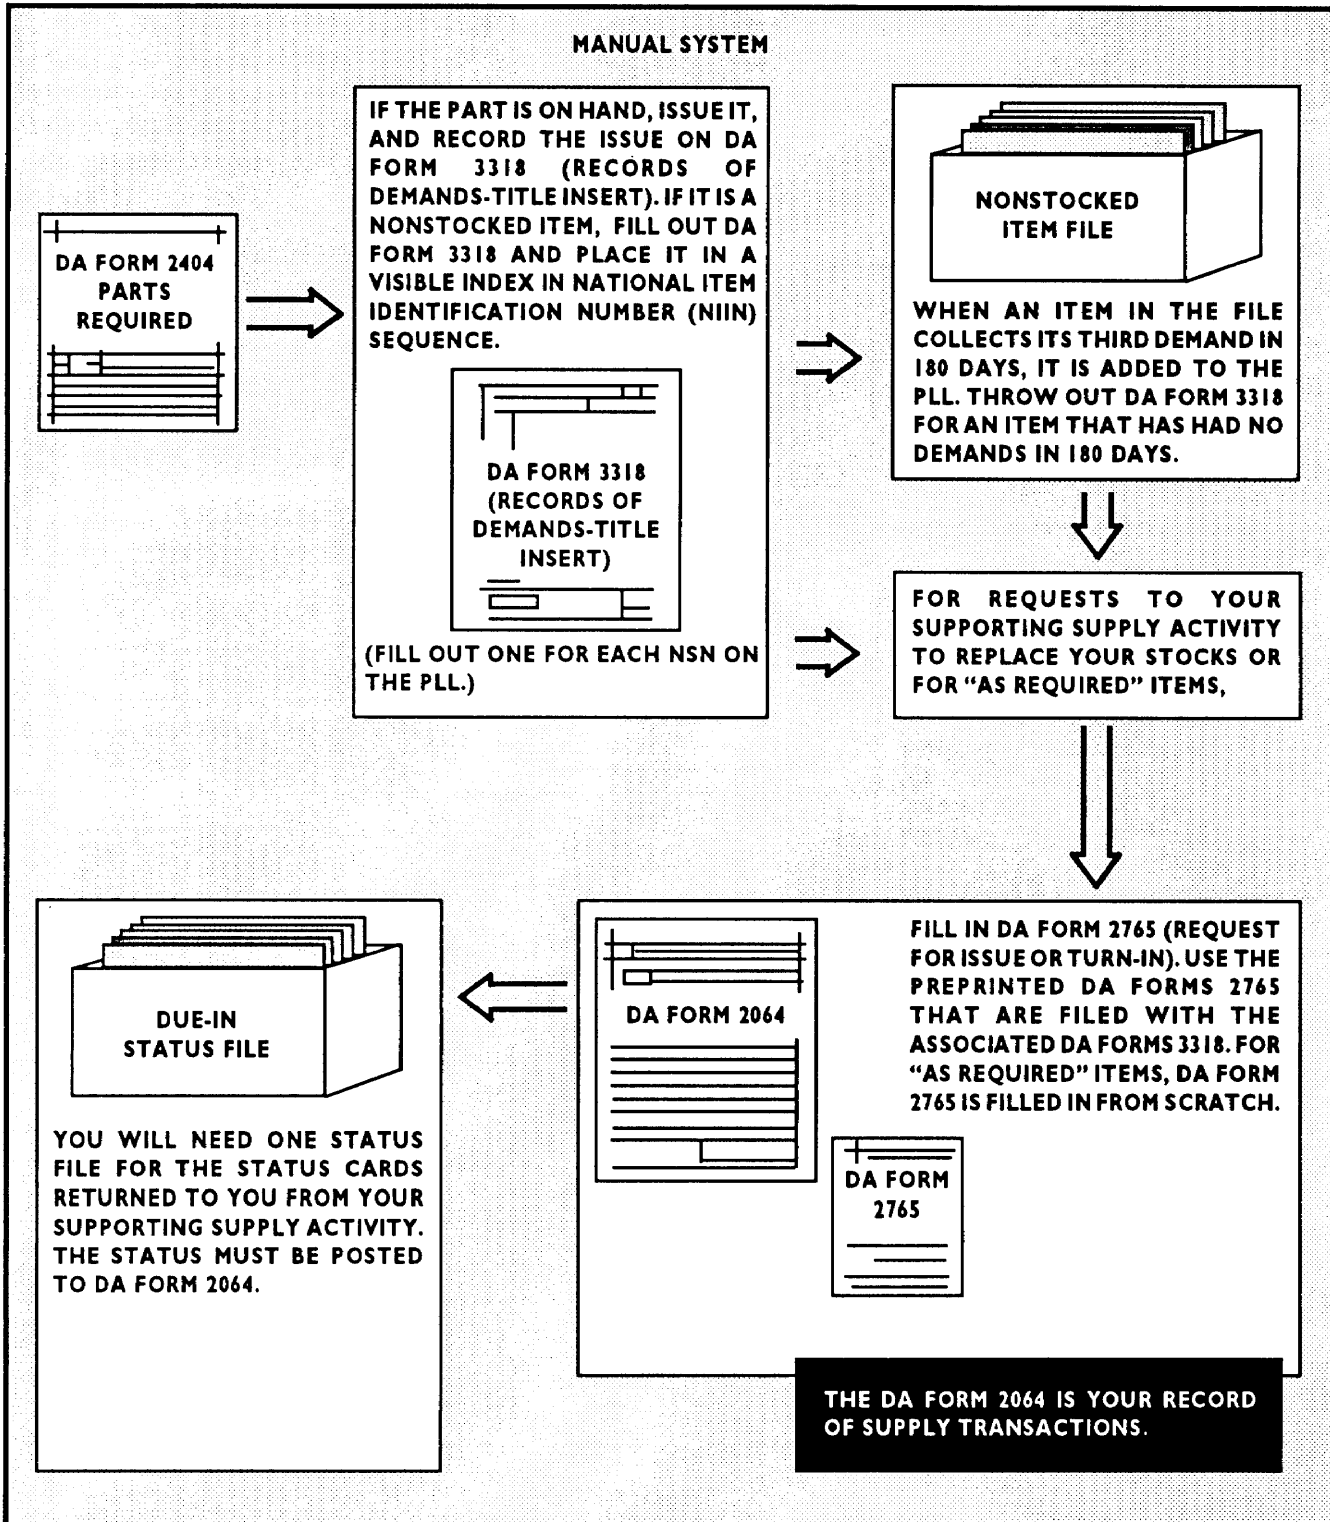 MANUAL SYSTEM
DA FORM 2404
PARTS
REQUIRED
IF THE PART IS ON HAND, ISSUE IT,
AND RECORD THE ISSUE ON DA
FORM 3318 (RECORDS OF
DEMANDS-TITLE INSERT). IF IT IS A
NONSTOCKED ITEM, FILL OUT DA
FORM 3318 AND PLACE IT IN A
VISIBLE INDEX IN NATIONAL ITEM
IDENTIFICATION NUMBER (NIIN)
SEQUENCE.
DA FORM 3318
(RECORDS OF
DEMANDS-TITLE
INSERT)
(FILL OUT ONE FOR EACH NSN ON
THE PLL.)
NONSTOCKED
ITEM FILE
WHEN AN ITEM IN THE FILE
COLLECTS ITS THIRD DEMAND IN
180 DAYS, IT IS ADDED TO THE
PLL. THROW OUT DA FORM 3318
FOR AN ITEM THAT HAS HAD NO
DEMANDS IN 180 DAYS.
FOR REQUESTS TO YOUR
SUPPORTING SUPPLY ACTIVITY
TO REPLACE YOUR STOCKS OR
FOR “AS REQUIRED” ITEMS,
FILL IN DA FORM 2765 (REQUEST
FOR ISSUE OR TURN-IN). USE THE
PREPRINTED DA FORMS 2765
THAT ARE FILED WITH THE
ASSOCIATED DA FORMS 3318. FOR
“AS REQUIRED” ITEMS, DA FORM
2765 IS FILLED IN FROM SCRATCH.
DA FORM 2064
DA FORM
2765
THE DA FORM 2064 IS YOUR RECORD
OF SUPPLY TRANSACTIONS.
DUE-IN
STATUS FILE
YOU WILL NEED ONE STATUS
FILE FOR THE STATUS CARDS
RETURNED TO YOU FROM YOUR
SUPPORTING SUPPLY ACTIVITY.
THE STATUS MUST BE POSTED
TO DA FORM 2064.